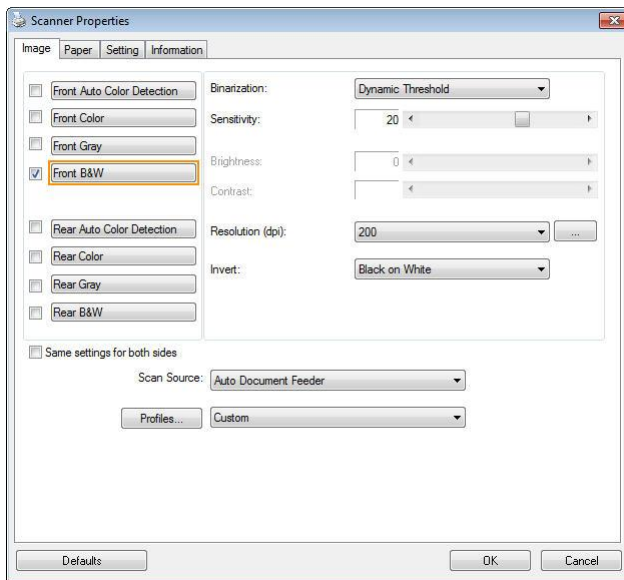 Scanner Properties
Image Paper Setting Information
Front Auto Color Detection
Front Color
Front Gray
Front B&W
Rear Auto Color Detection
Rear Color
Rear Gray
Rear B&W
Binarization: Dynamic Threshold
Sensitivity: 20
Brightness: 0
Contrast:
Resolution (dpi): 200 ...
Invert: Black on White
Same settings for both sides
Scan Source: Auto Document Feeder
Profiles... Custom
Defaults OK Cancel